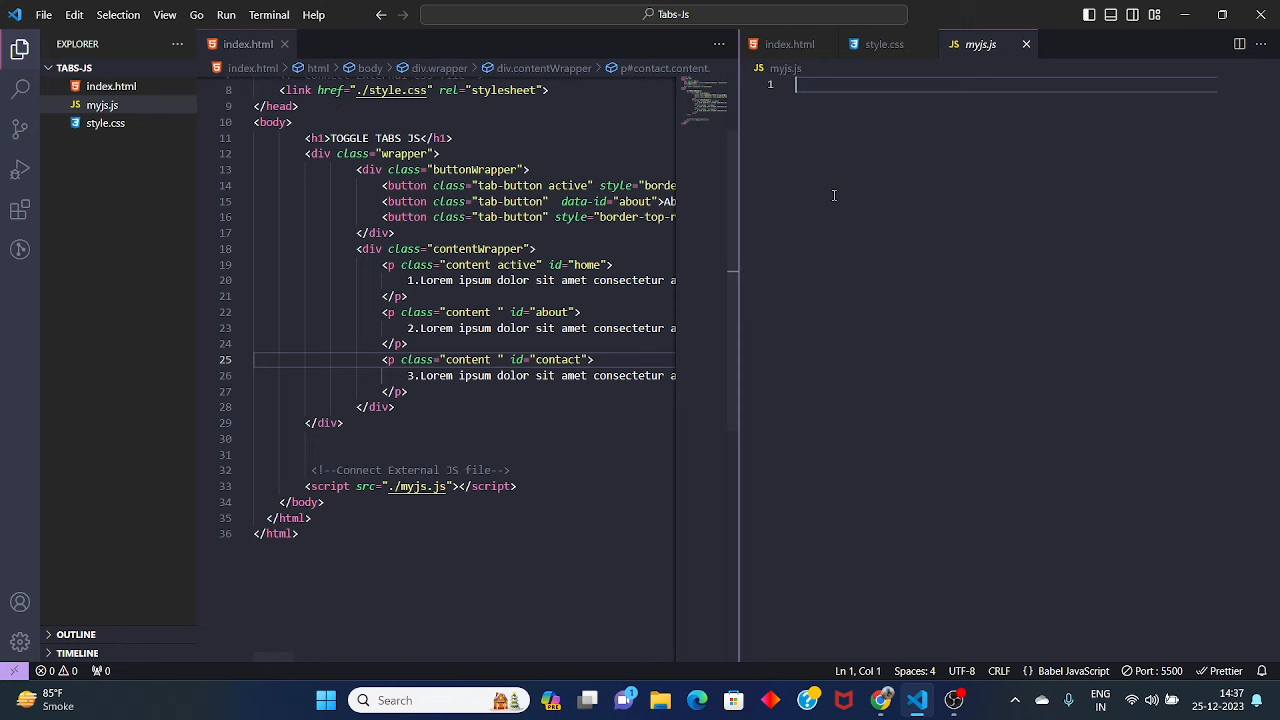 File Edit Selection View Go Run Terminal Help
Tabs-Js
EXPLORER
TABS-JS
index.html
myjs.js
style.css
OUTLINE
TIMELINE
index.html
index.html html body div.wrapper div.contentWrapper p#contact.content.
8 <link href="./style.css" rel="stylesheet">
9 </head>
10 <body>
11 <h1>TOGGLE TABS JS</h1>
12 <div class="wrapper">
13 <div class="buttonWrapper">
14 <button class="tab-button active" style="borde
15 <button class="tab-button"  data-id="about">Ab
16 <button class="tab-button" style="border-top-r
17 </div>
18 <div class="contentWrapper">
19 <p class="content active" id="home">
20 1.Lorem ipsum dolor sit amet consectetur a
21 </p>
22 <p class="content " id="about">
23 2.Lorem ipsum dolor sit amet consectetur a
24 </p>
25 <p class="content " id="contact">
26 3.Lorem ipsum dolor sit amet consectetur a
27 </p>
28 </div>
29 </div>
30
31
32 <!--Connect External JS file-->
33 <script src="./myjs.js"></script>
34 </body>
35 </html>
36 </html>
index.html style.css JS myjs.js
JS myjs.js
1
0 0 0 Ln 1, Col 1 Spaces: 4 UTF-8 CRLF {} Babel JavaScript Port : 5500 Prettier
85°F
Smoke
Search
PRE
1
ENG
IN
14:37
25-12-2023